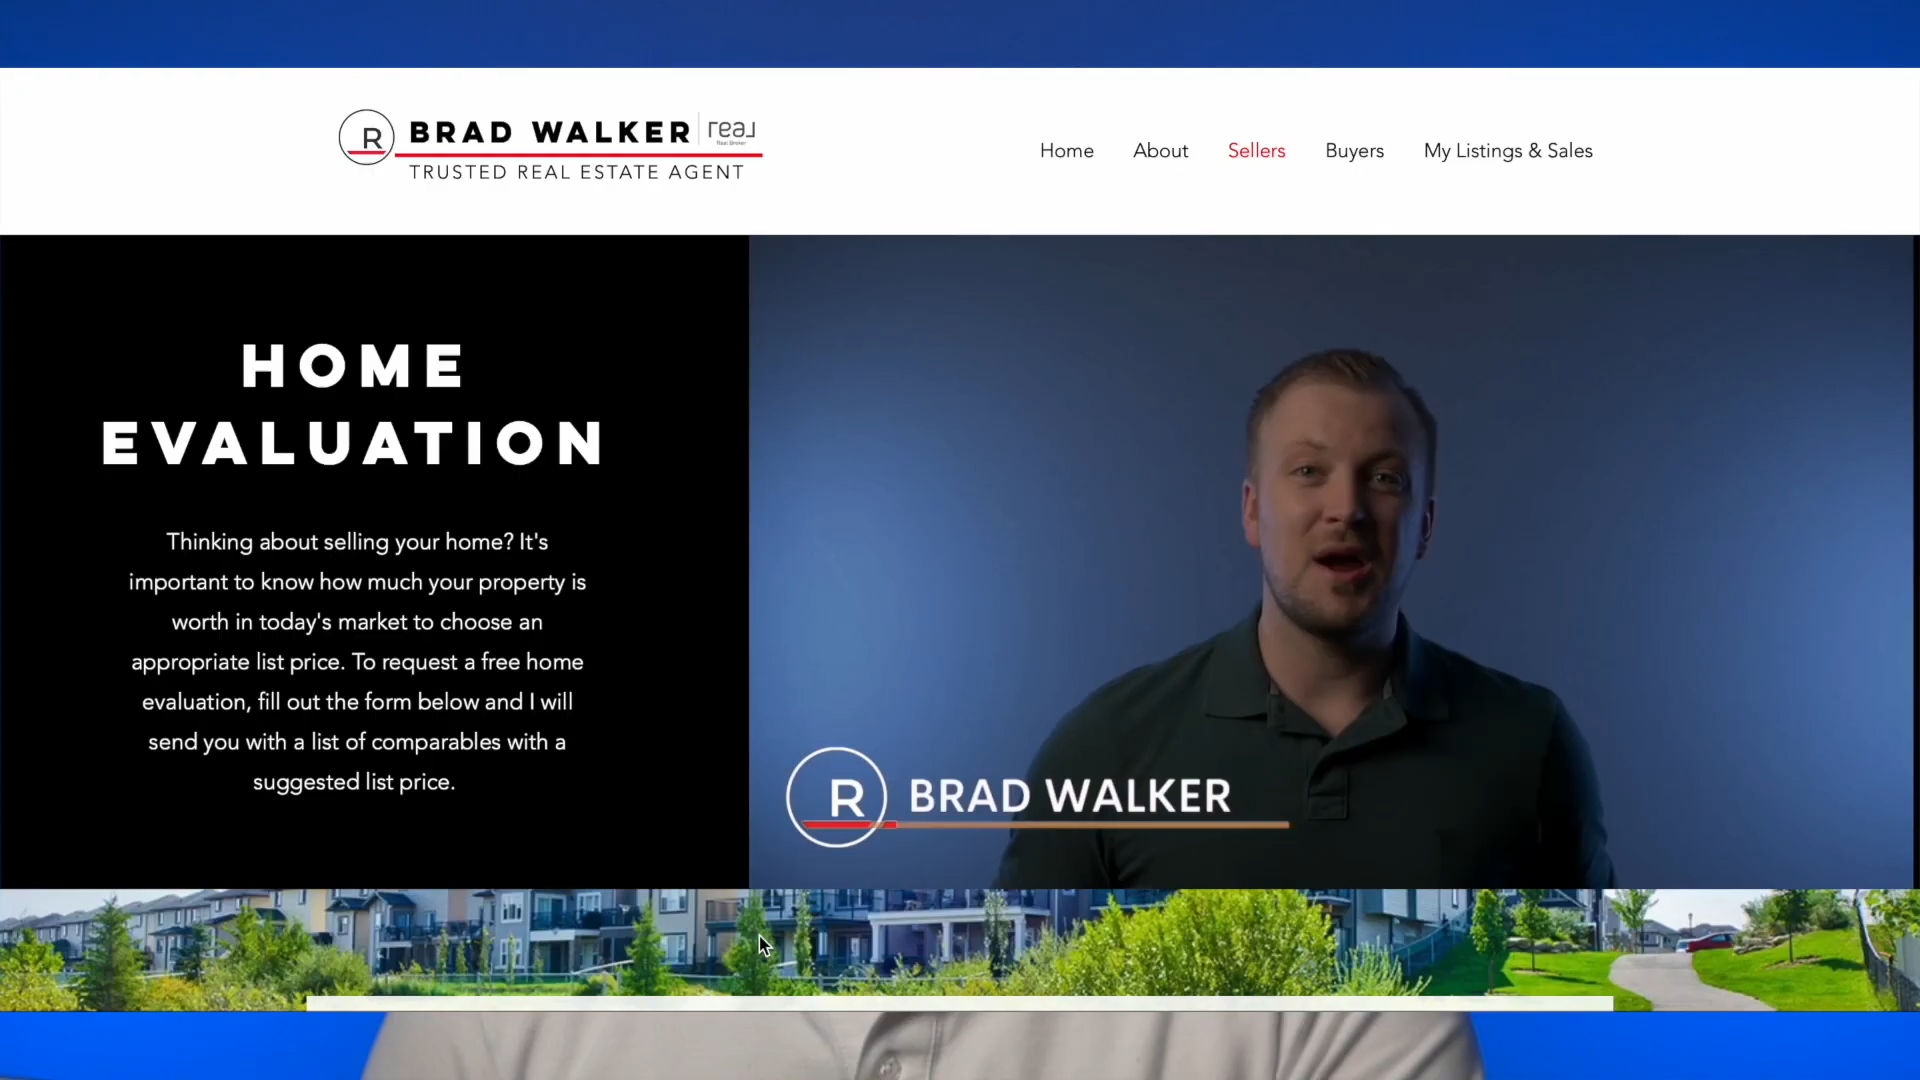 R
BRAD WALKER
real
Real Broker
TRUSTED REAL ESTATE AGENT
Home
About
Sellers
Buyers
My Listings & Sales
HOME
EVALUATION
Thinking about selling your home? It's
important to know how much your property is
worth in today's market to choose an
appropriate list price. To request a free home
evaluation, fill out the form below and I will
send you with a list of comparables with a
suggested list price.
R
BRAD WALKER